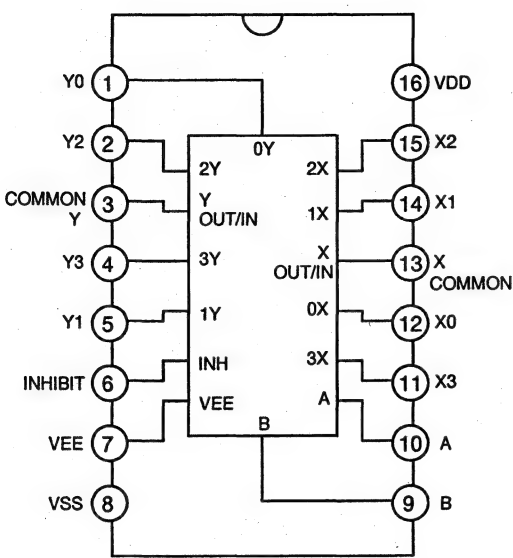 Y0 1
16 VDD
0Y
Y2 2
15 X2
2Y
2X
COMMON
Y
3
Y
OUT/IN
1X
14 X1
Y3 4
3Y
X
OUT/IN
13 X
COMMON
Y1 5
1Y
0X
12 X0
INHIBIT 6
INH
3X
11 X3
VEE
A
VEE 7
B
10 A
VSS 8
9 B